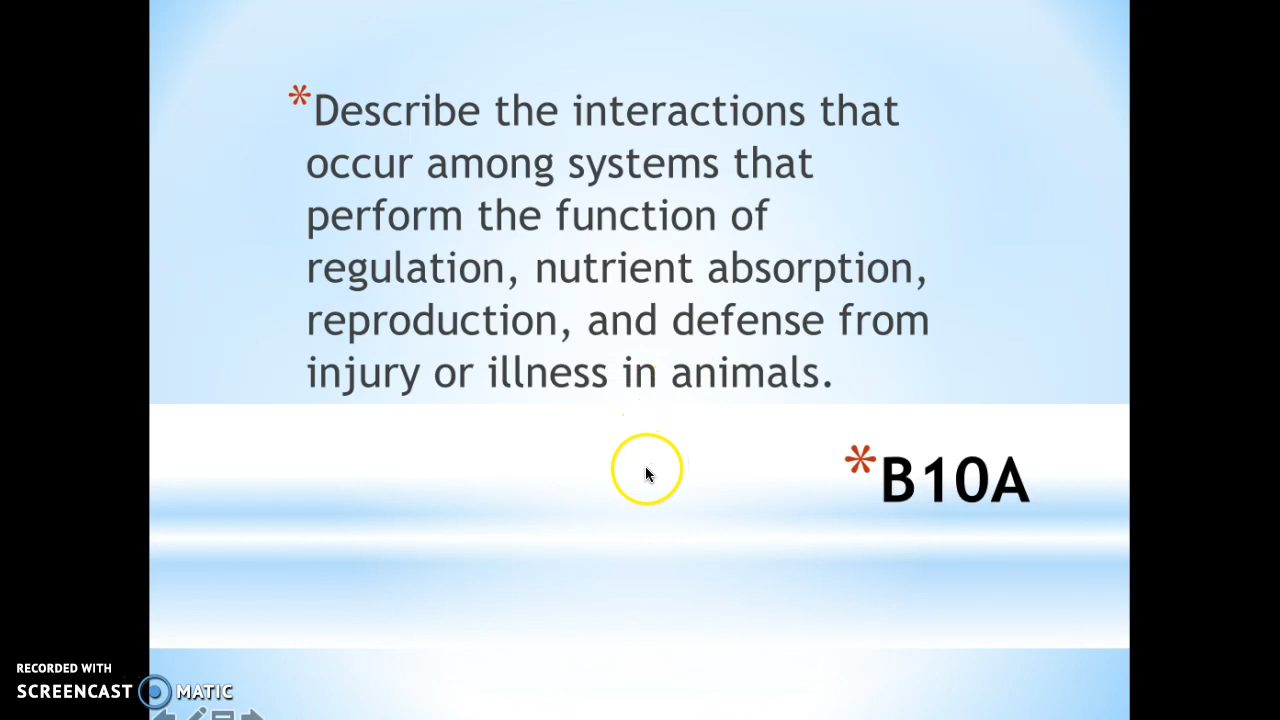 *Describe the interactions that
occur among systems that
perform the function of
regulation, nutrient absorption,
reproduction, and defense from
injury or illness in animals.
*B10A
RECORDED WITH
SCREENCAST MATIC